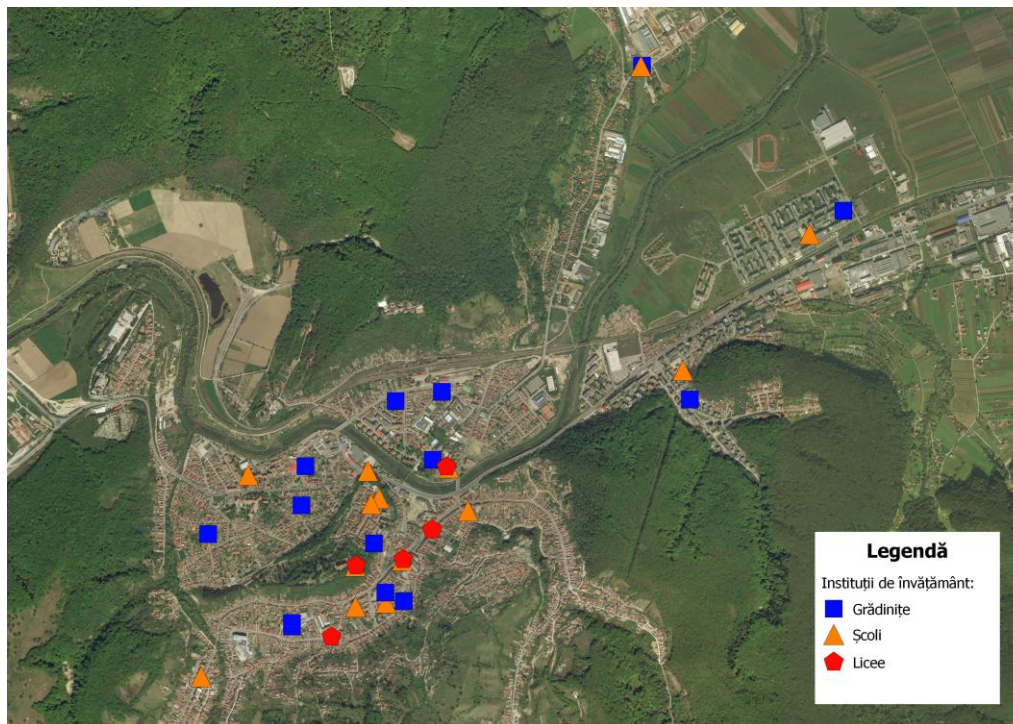 Legendă
Instituții de învățământ:
Grădinițe
Școli
Licee